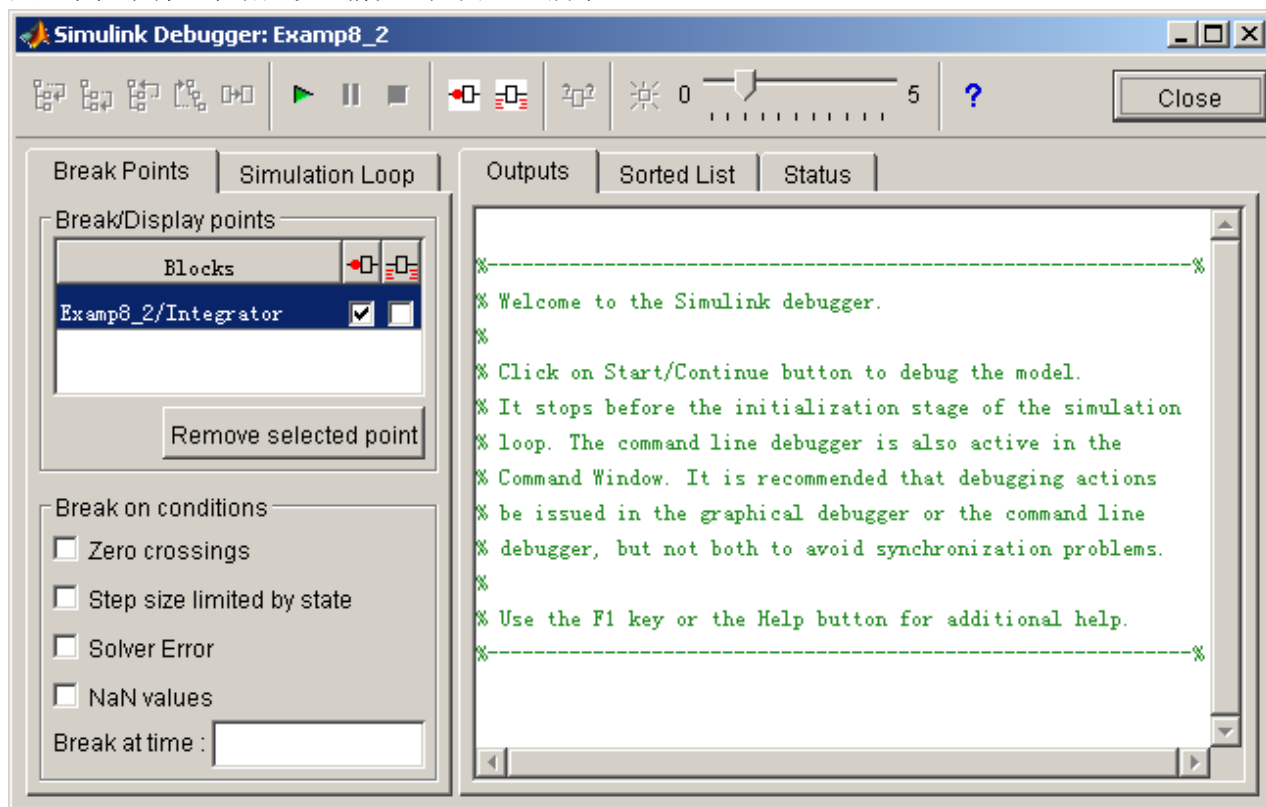 Simulink Debugger: Examp8_2
0 5 ? Close
Break Points Simulation Loop
Break/Display points
Blocks
Examp8_2/Integrator
Remove selected point
Break on conditions
Zero crossings
Step size limited by state
Solver Error
NaN values
Break at time :
Outputs Sorted List Status
%----------------------------------------------------------------%
% Welcome to the Simulink debugger.
%
% Click on Start/Continue button to debug the model.
% It stops before the initialization stage of the simulation
% loop. The command line debugger is also active in the
% Command Window. It is recommended that debugging actions
% be issued in the graphical debugger or the command line
% debugger, but not both to avoid synchronization problems.
%
% Use the F1 key or the Help button for additional help.
%----------------------------------------------------------------%